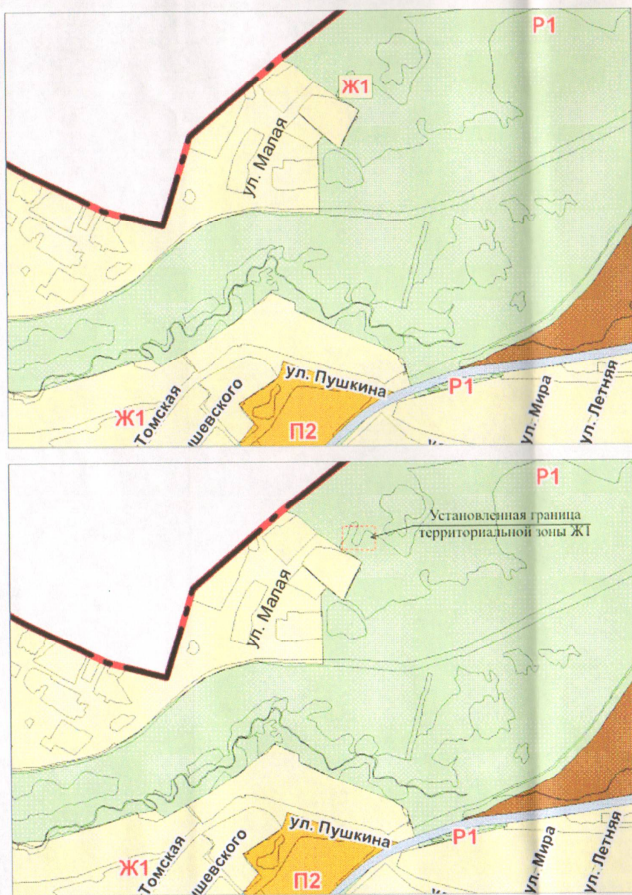 Р1
Ж1
ул. Малая
ул. Пушкина
Ж1
Томская
П2
Р1
ул. Мира
ул. Летняя
Р1
Установленная граница
территориальной зоны Ж1
ул. Малая
ул. Пушкина
Ж1
Томская
П2
Р1
ул. Мира
ул. Летняя